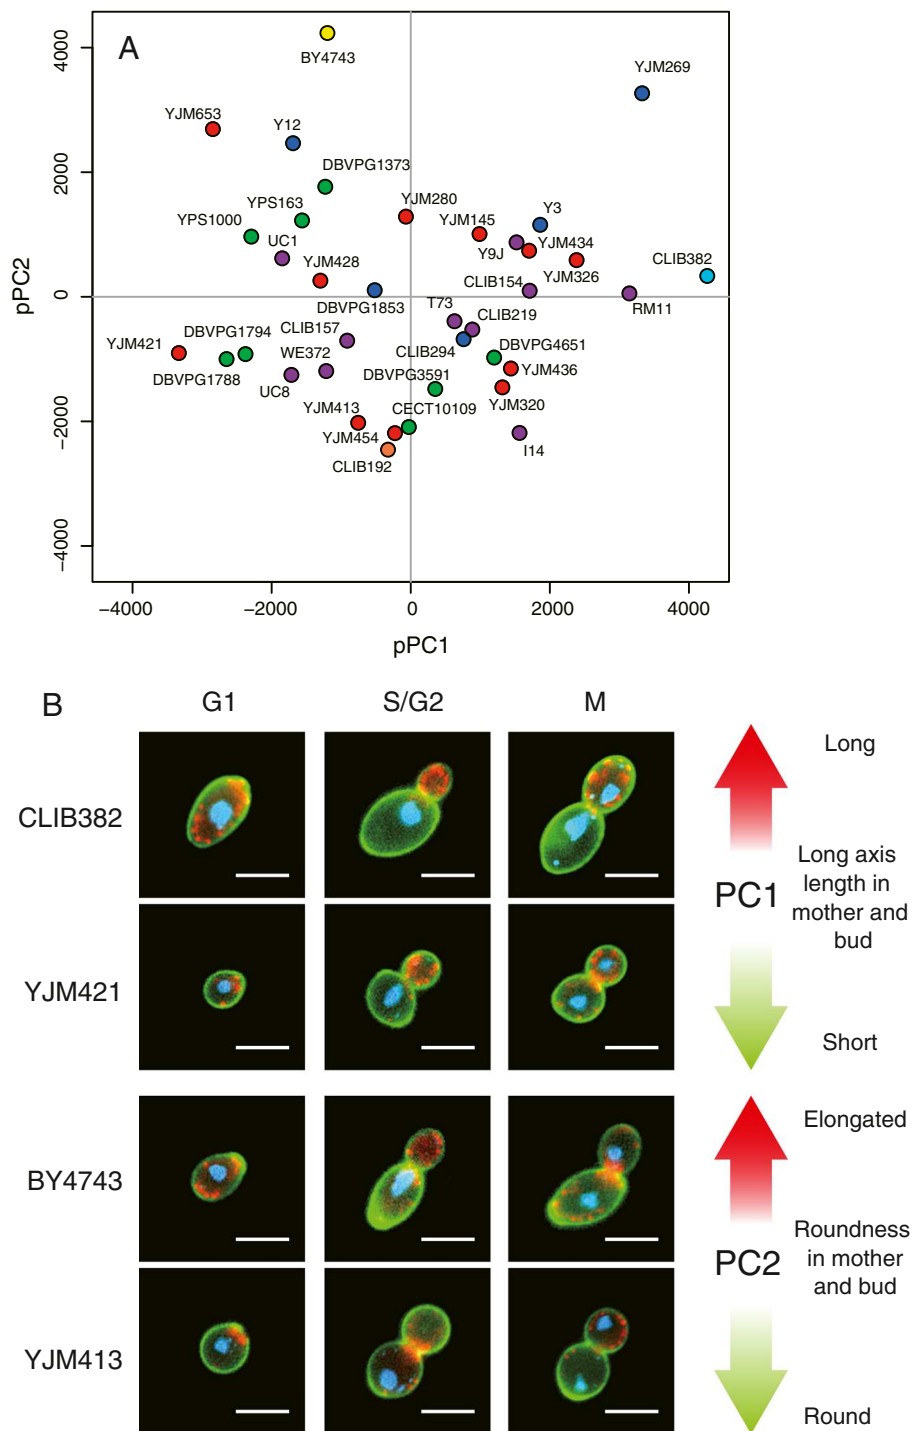 A
BY4743
YJM269
YJM653
Y12
DBVPG1373
YJM280
YPS163
YPS1000
YJM145
Y3
UC1
Y9J
YJM434
YJM428
CLIB382
CLIB154
YJM326
DBVPG1853
T73
RM11
CLIB157
CLIB219
DBVPG1794
YJM421
WE372
CLIB294
DBVPG4651
DBVPG1788
DBVPG3591
YJM436
UC8
YJM413
CECT10109
YJM320
YJM454
I14
CLIB192
4000
2000
0
−2000
−4000
pPC2
−4000 −2000 0 2000 4000
pPC1
B
G1 S/G2 M
CLIB382
YJM421
BY4743
YJM413
Long
PC1
Long axis
length in
mother and
bud
Short
Elongated
PC2
Roundness
in mother
and bud
Round